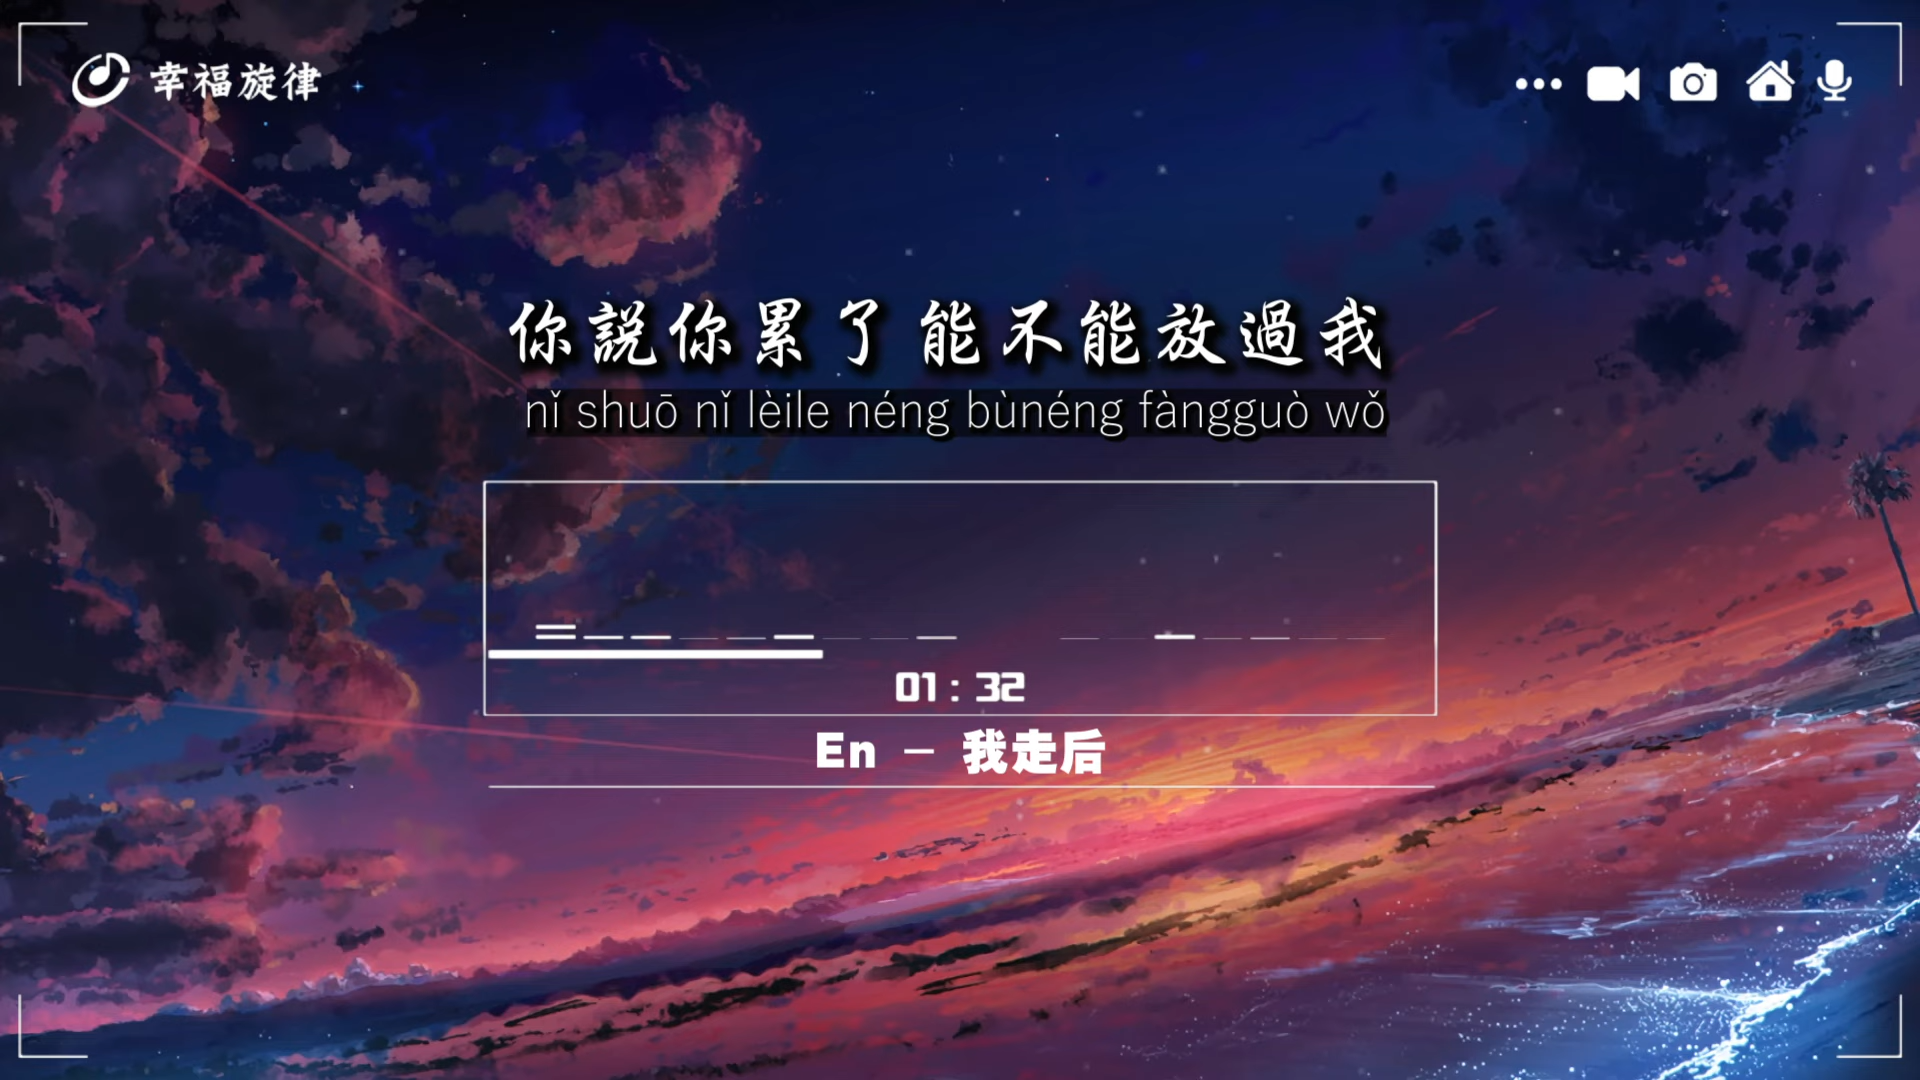 幸福旋律
你説你累了 能不能放過我
nǐ shuō nǐ lèile néng bùnéng fàngguò wǒ
01 : 32
En － 我走后